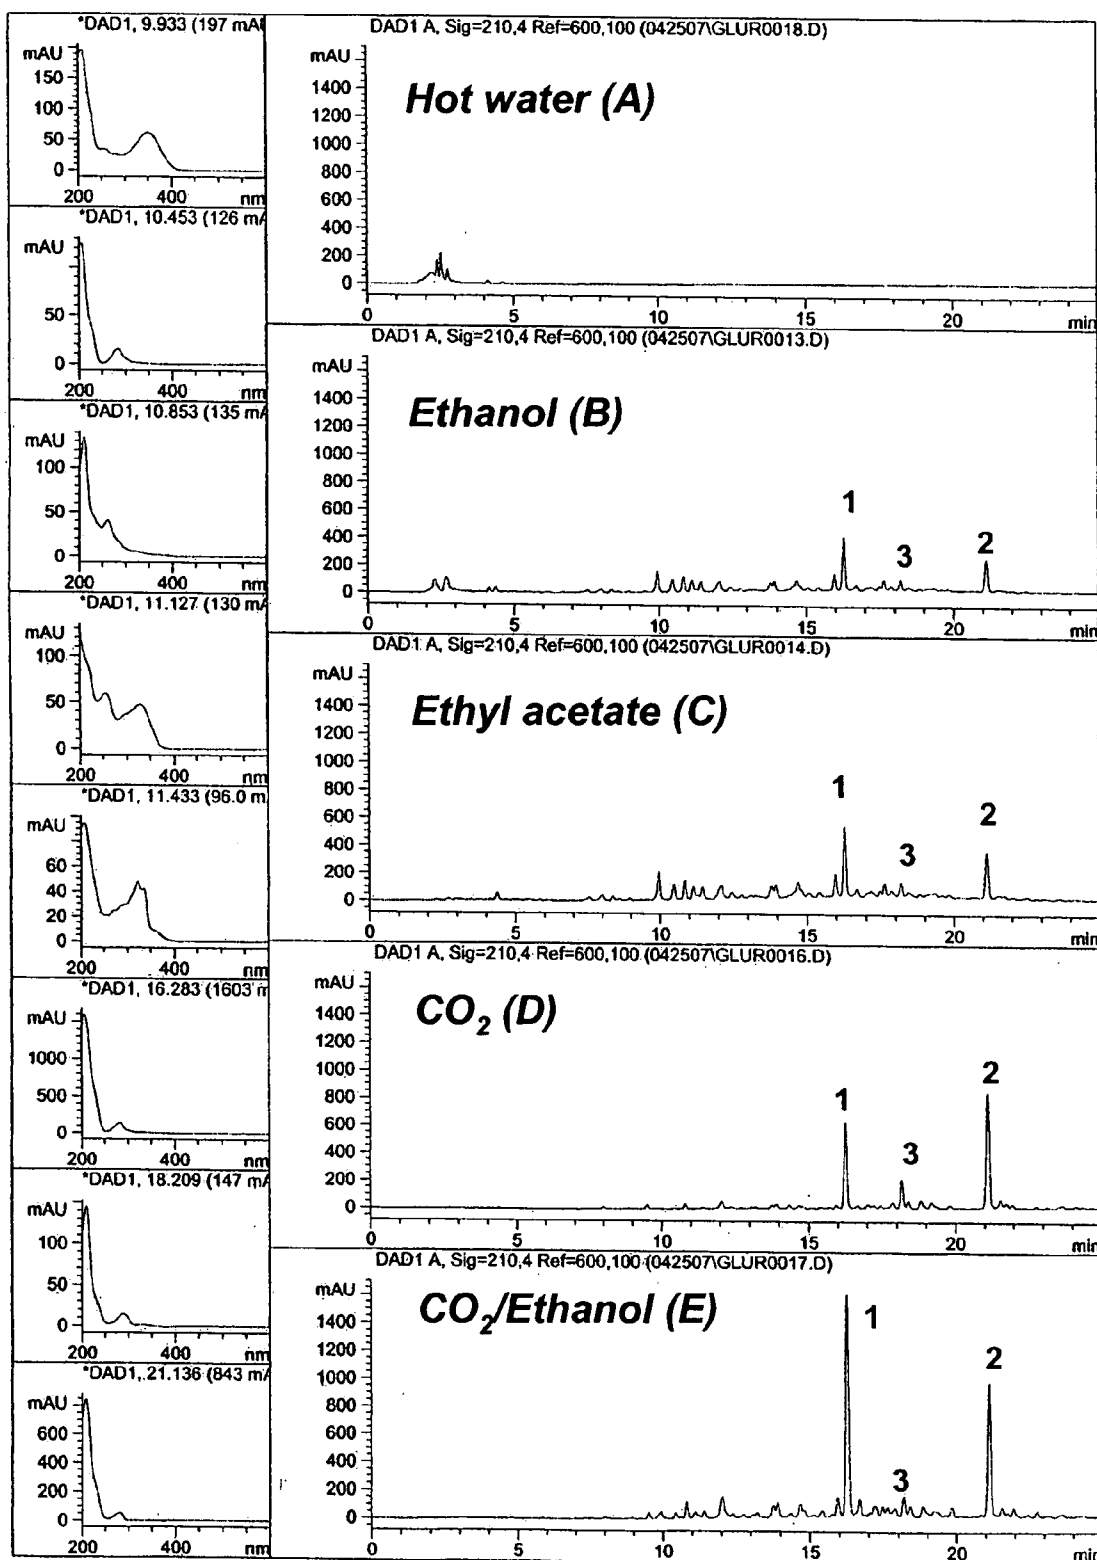 *DAD1, 9.933 (197 mA
mAU
150
100
50
0
200
400
nm
*DAD1, 10.453 (126 mA
mAU
50
0
200
400
nm
*DAD1, 10.853 (135 mA
mAU
100
50
0
200
400
nm
*DAD1, 11.127 (130 mA
mAU
100
50
0
200
400
nm
*DAD1, 11.433 (96.0 m
mAU
60
40
20
0
200
400
nm
*DAD1, 16.283 (1603 m
mAU
1000
500
0
200
400
nm
*DAD1, 18.209 (147 mA
mAU
100
50
0
200
400
nm
*DAD1, 21.136 (843 mA
mAU
600
400
200
0
200
400
nm
DAD1 A, Sig=210,4 Ref=600,100 (042507\GLUR0018.D)
mAU
Hot water (A)
1400
1200
1000
800
600
400
200
0
0
5
10
15
20
min
DAD1 A, Sig=210,4 Ref=600,100 (042507\GLUR0013.D)
mAU
Ethanol (B)
1400
1200
1000
800
600
400
200
0
1
3
2
0
5
10
15
20
min
DAD1 A, Sig=210,4 Ref=600,100 (042507\GLUR0014.D)
mAU
Ethyl acetate (C)
1400
1200
1000
800
600
400
200
0
1
3
2
0
5
10
15
20
min
DAD1 A, Sig=210,4 Ref=600,100 (042507\GLUR0016.D)
mAU
CO2 (D)
1400
1200
1000
800
600
400
200
0
1
3
2
0
5
10
15
20
min
DAD1 A, Sig=210,4 Ref=600,100 (042507\GLUR0017.D)
mAU
CO2/Ethanol (E)
1400
1200
1000
800
600
400
200
0
1
3
2
0
5
10
15
20
min